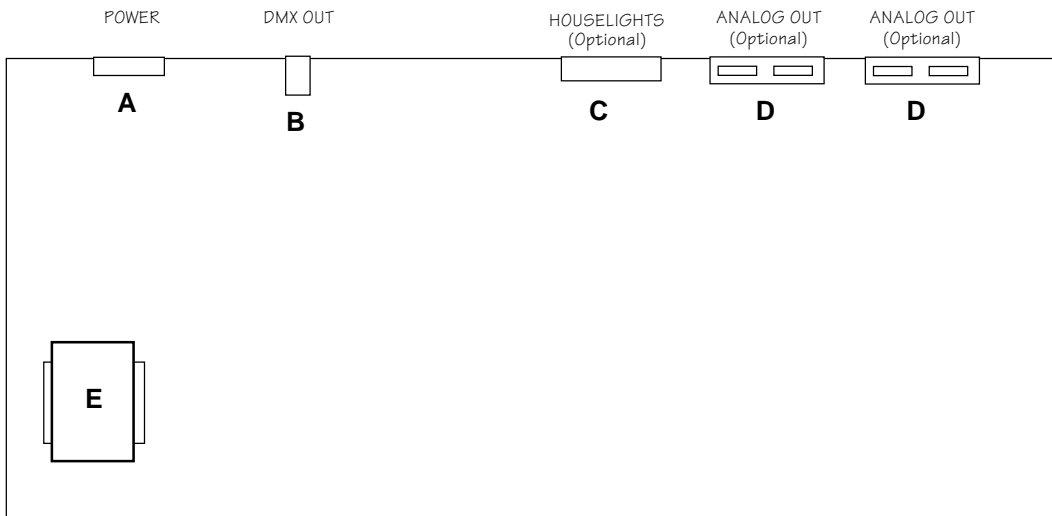 POWER
DMX OUT
HOUSELIGHTS
(Optional)
ANALOG OUT
(Optional)
ANALOG OUT
(Optional)
A
B
C
D
D
E